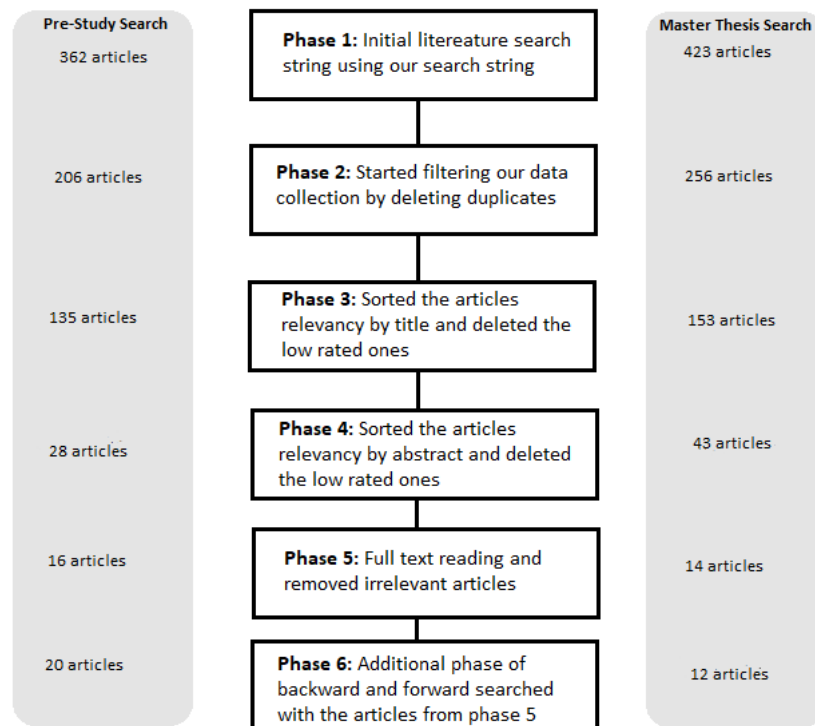 Pre-Study Search
362 articles
206 articles
135 articles
28 articles
16 articles
20 articles
Phase 1: Initial litereature search
string using our search string
Phase 2: Started filtering our data
collection by deleting duplicates
Phase 3: Sorted the articles
relevancy by title and deleted the
low rated ones
Phase 4: Sorted the articles
relevancy by abstract and deleted
the low rated ones
Phase 5: Full text reading and
removed irrelevant articles
Phase 6: Additional phase of
backward and forward searched
with the articles from phase 5
Master Thesis Search
423 articles
256 articles
153 articles
43 articles
14 articles
12 articles